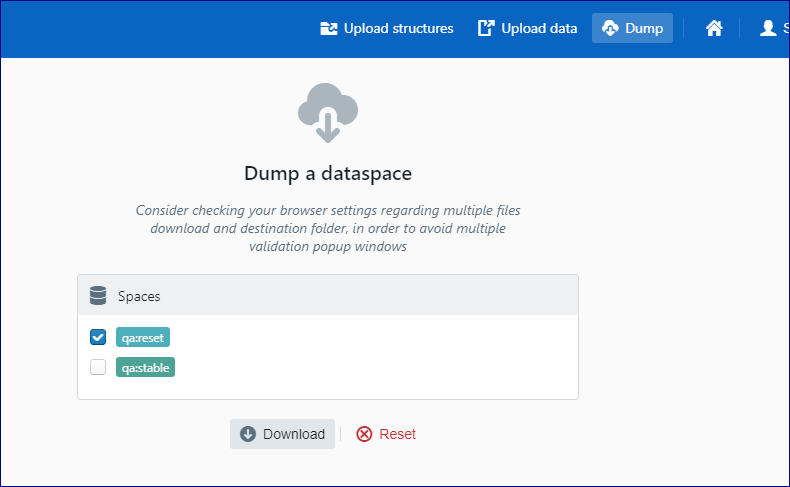 Upload structures Upload data Dump S
Dump a dataspace
Consider checking your browser settings regarding multiple files
download and destination folder, in order to avoid multiple
validation popup windows
Spaces
qa:reset
qa:stable
Download Reset